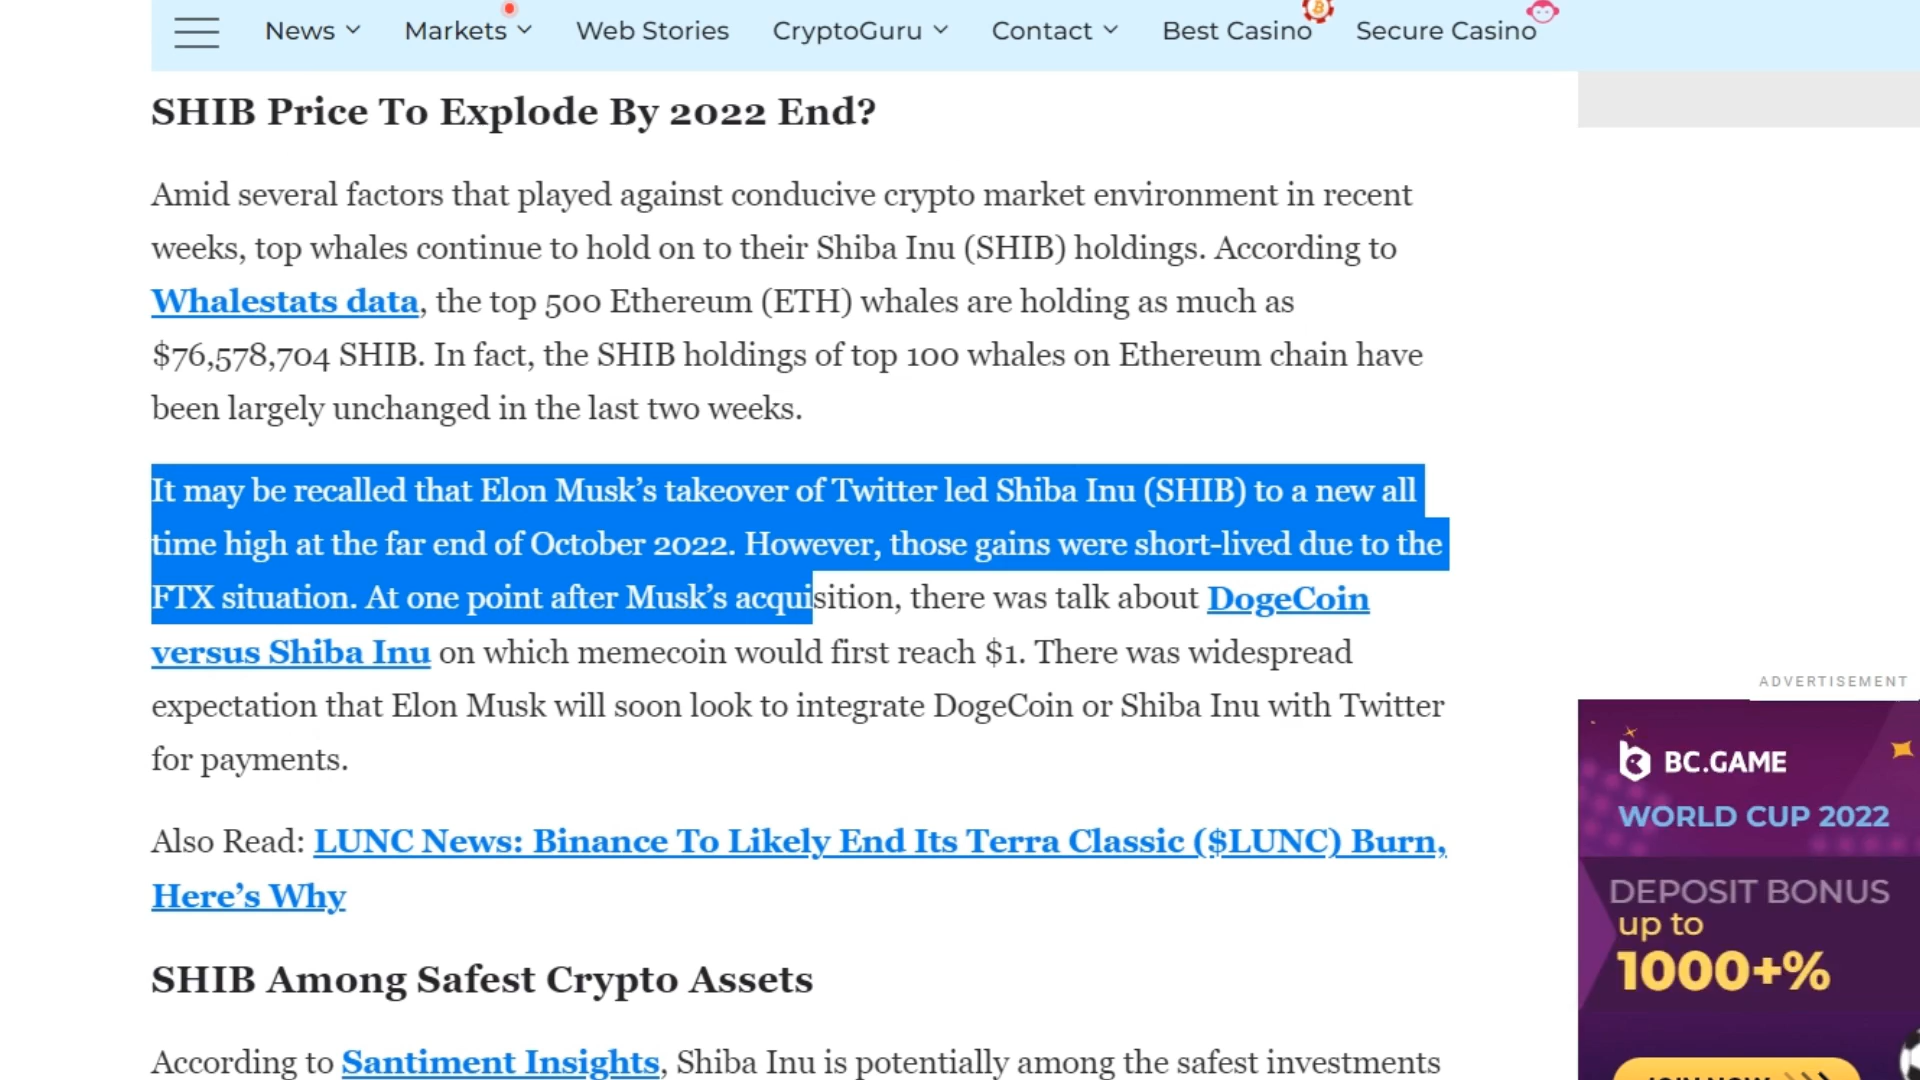 News
Markets
Web Stories
CryptoGuru
Contact
Best Casino
Secure Casino
SHIB Price To Explode By 2022 End?
Amid several factors that played against conducive crypto market environment in recent
weeks, top whales continue to hold on to their Shiba Inu (SHIB) holdings. According to
Whalestats data, the top 500 Ethereum (ETH) whales are holding as much as
$76,578,704 SHIB. In fact, the SHIB holdings of top 100 whales on Ethereum chain have
been largely unchanged in the last two weeks.
It may be recalled that Elon Musk’s takeover of Twitter led Shiba Inu (SHIB) to a new all
time high at the far end of October 2022. However, those gains were short-lived due to the
FTX situation. At one point after Musk’s acquisition, there was talk about DogeCoin
versus Shiba Inu on which memecoin would first reach $1. There was widespread
expectation that Elon Musk will soon look to integrate DogeCoin or Shiba Inu with Twitter
for payments.
Also Read: LUNC News: Binance To Likely End Its Terra Classic ($LUNC) Burn,
Here’s Why
SHIB Among Safest Crypto Assets
According to Santiment Insights, Shiba Inu is potentially among the safest investments
ADVERTISEMENT
BC.GAME
WORLD CUP 2022
DEPOSIT BONUS
up to
1000+%
JOIN NOW